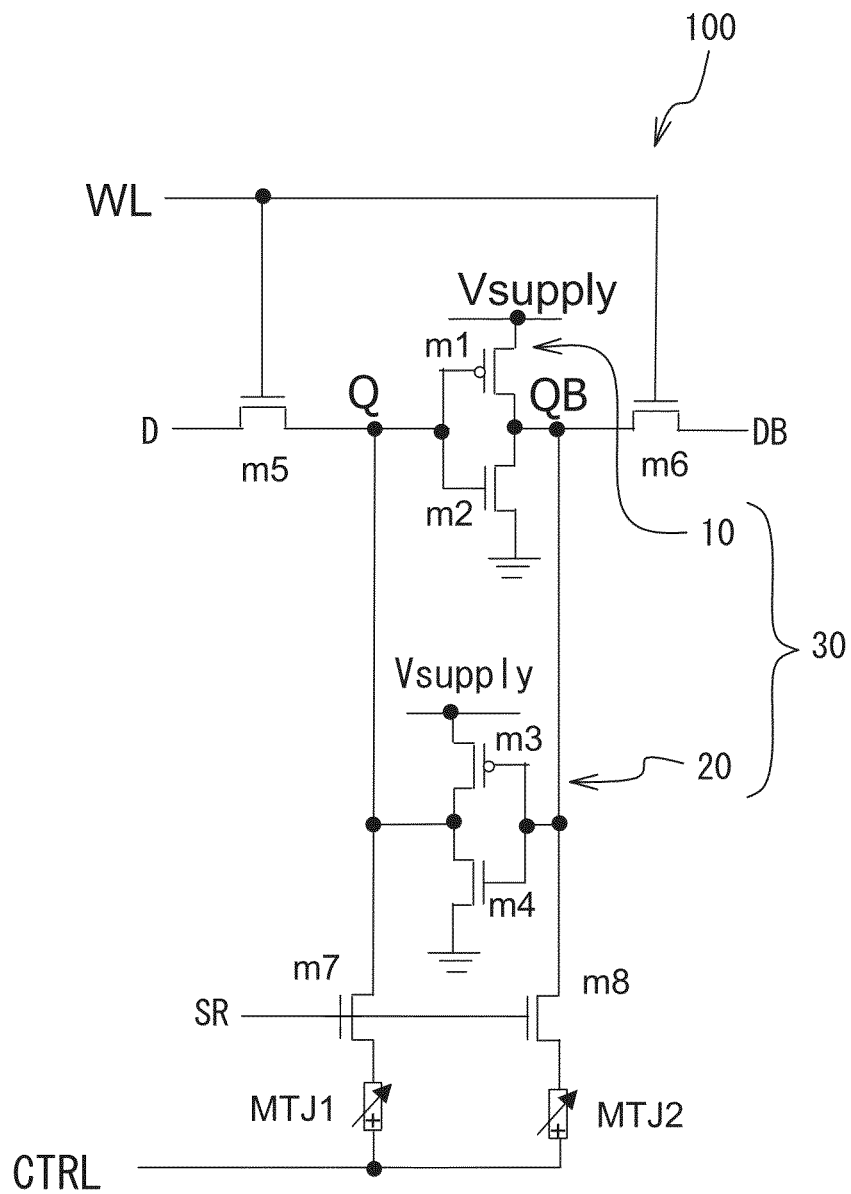 100
WL
Vsupply
m1
Q
QB
D
DB
m5
m6
m2
10
30
Vsupply
m3
20
m4
m7
m8
SR
MTJ1
+
+
MTJ2
CTRL